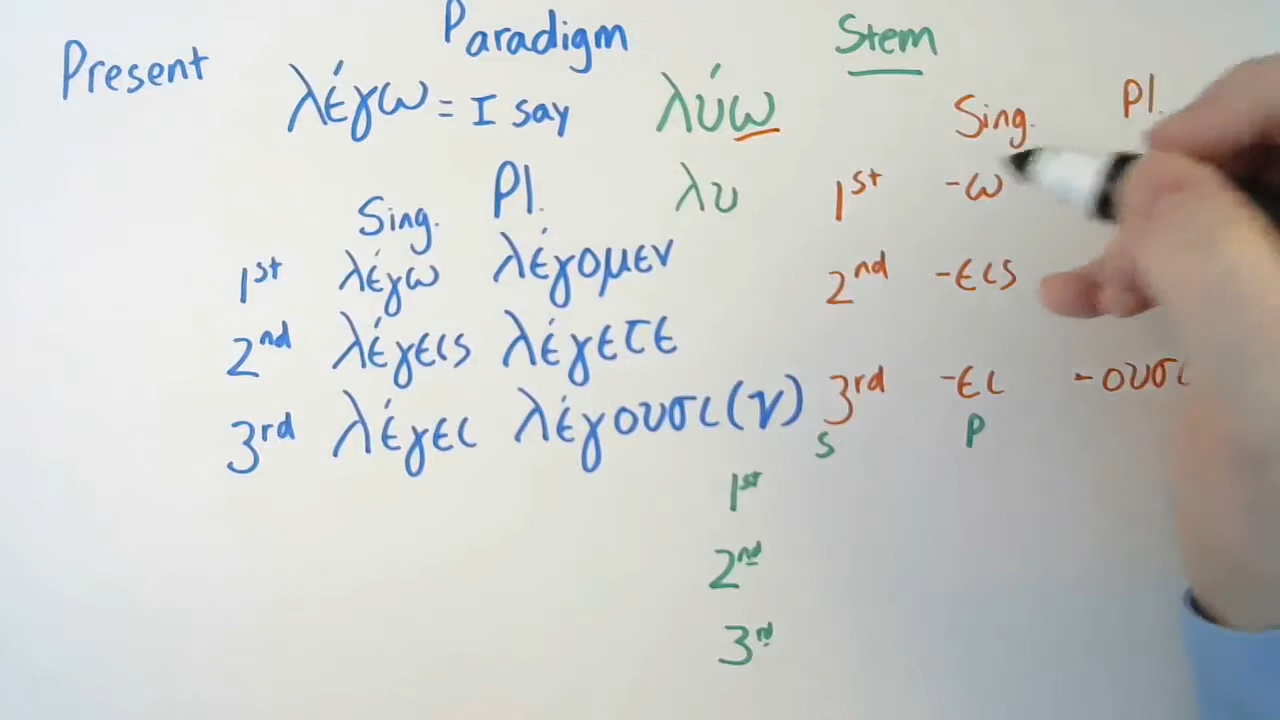 Present Paradigm Stem
λέγω = I say λύω
λυ
Sing. Pl.
1st λέγω λέγομεν
2nd λέγεις λέγετε
3rd λέγει λέγουσι(ν)
Sing. Pl.
1st -ω
2nd -εις
3rd -ει -ουσι
S P
1st
2nd
3rd